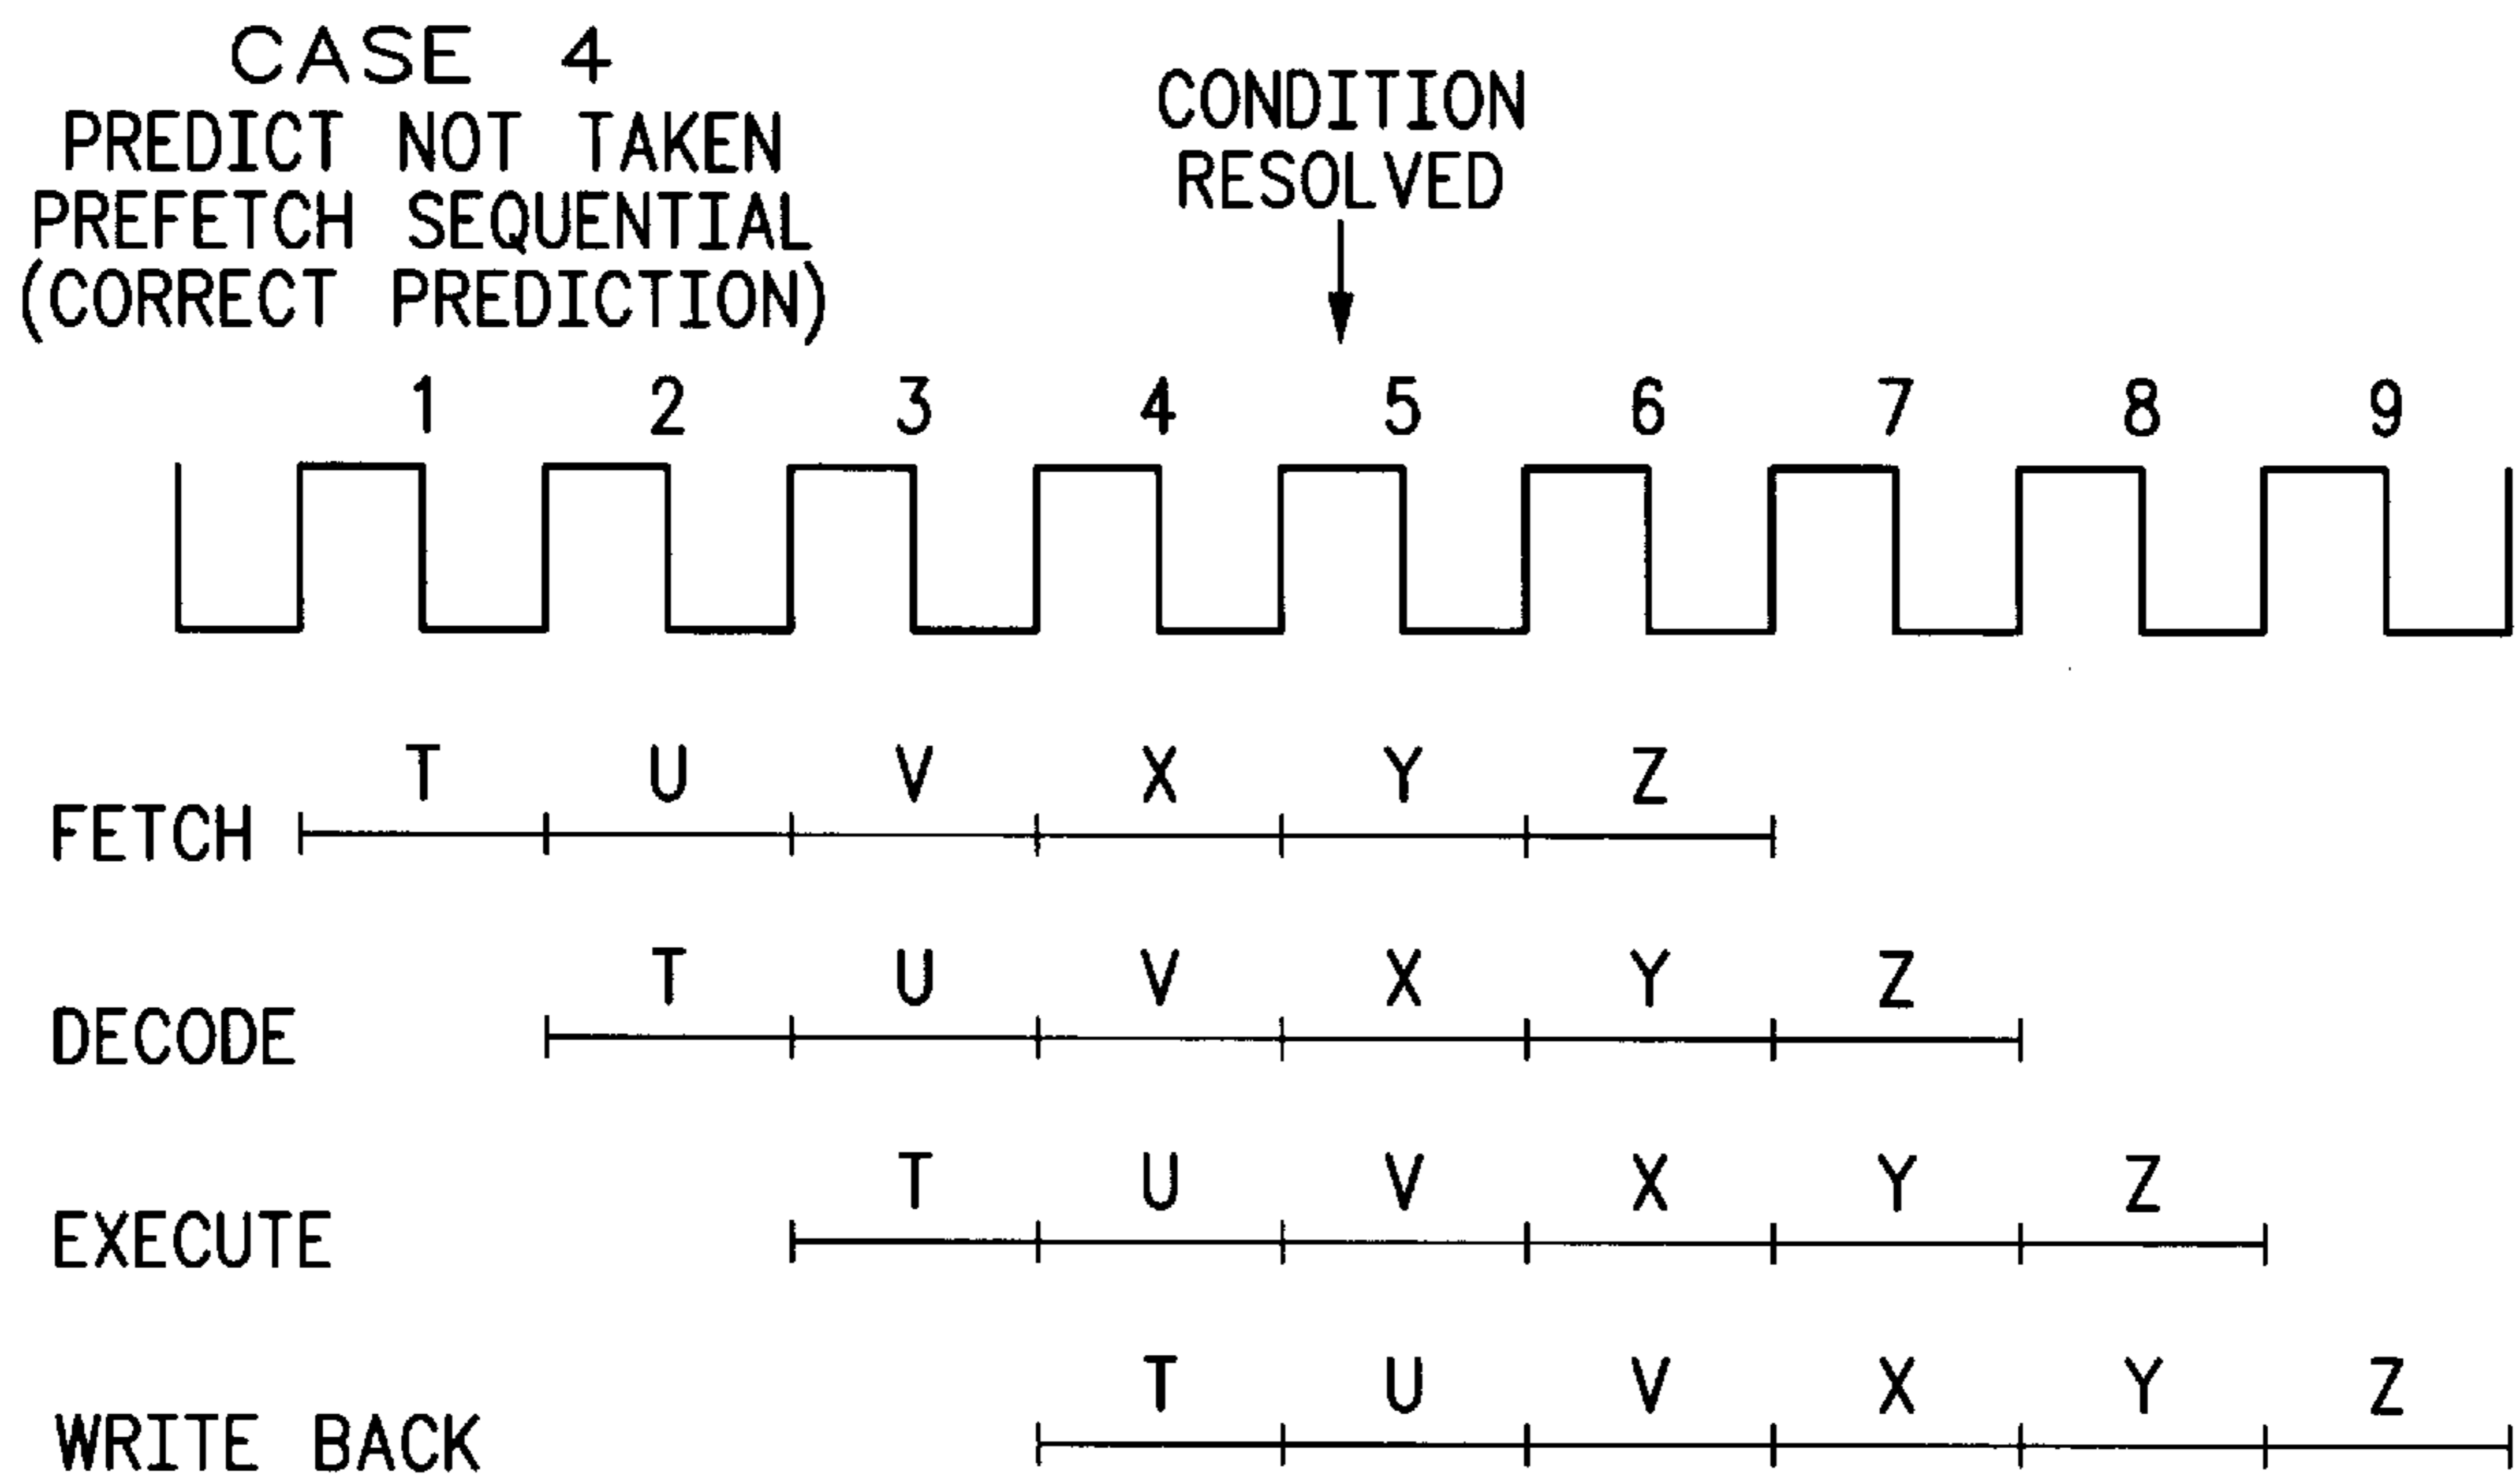 CASE 4
PREDICT NOT TAKEN
PREFETCH SEQUENTIAL
(CORRECT PREDICTION)
CONDITION
RESOLVED
1 2 3 4 5 6 7 8 9
T U V X Y Z
FETCH
T U V X Y Z
DECODE
T U V X Y Z
EXECUTE
T U V X Y Z
WRITE BACK